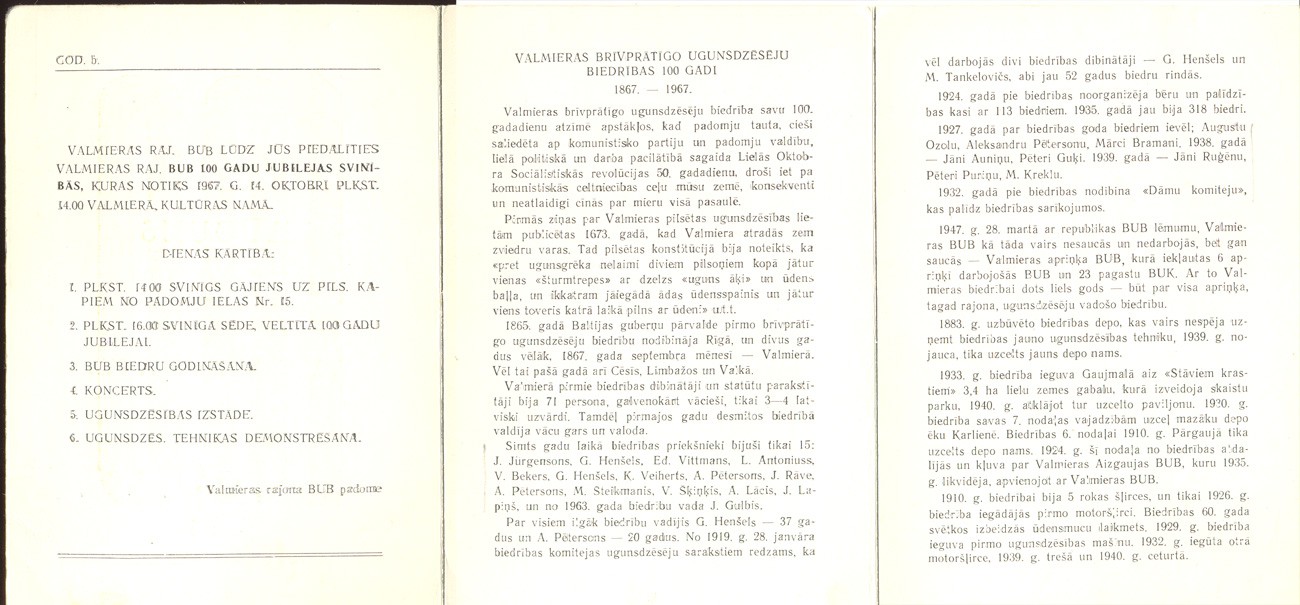 GOD. b.
VALMIERAS RAJ. BUB LŪDZ JŪS PIEDALĪTIES
VALMIERAS RAJ. BUB 100 GADU JUBILEJAS SVINĪ-
BĀS, KURAS NOTIKS 1967. G. 14. OKTOBRĪ PLKST.
14.00 VALMIERĀ, KULTŪRAS NAMĀ.
DIENAS KĀRTĪBA:
1. PLKST. 14.00 SVINĪGS GĀJIENS UZ PILS. KA-
PIEM NO PADOMJU IELAS Nr. 15.
2. PLKST. 16.00 SVINĪGA SĒDE, VELTĪTA 100 GADU
JUBILEJAI.
3. BUB BIEDRU GODINĀŠANA.
4. KONCERTS.
5. UGUNSDZĒSĪBAS IZSTĀDE.
6. UGUNSDZĒS. TEHNIKAS DEMONSTRĒŠANA.
Valmieras rajona BUB padome
VALMIERAS BRĪVPRĀTĪGO UGUNSDZĒSĒJU
BIEDRĪBAS 100 GADI
1867. — 1967.
Valmieras brīvprātīgo ugunsdzēsēju biedrība savu 100.
gadadienu atzīmē apstākļos, kad padomju tauta, cieši
saliedēta ap komunistisko partiju un padomju valdību,
lielā politiskā un darba pacilātībā sagaida Lielās Oktob-
ra Sociālistiskās revolūcijas 50. gadadienu, droši iet pa
komunistiskās celtniecības ceļu mūsu zemē, konsekventi
un neatlaidīgi cīnās par mieru visā pasaulē.
Pirmās ziņas par Valmieras pilsētas ugunsdzēsības lie-
tām publicētas 1673. gadā, kad Valmiera atradās zem
zviedru varas. Tad pilsētas konstitūcijā bija noteikts, ka
«pret ugunsgrēka nelaimi diviem pilsoņiem kopā jātur
vienas «šturmtrepes» ar dzelzs «uguns āķi» un ūdens
baļļa, un ikkatram jāiegādā ādas ūdensspainis un jātur
viens toveris katrā laikā pilns ar ūdeni» u.t.t.
1865. gadā Baltijas guberņu pārvalde pirmo brīvprātī-
go ugunsdzēsēju biedrību nodibināja Rīgā, un divus ga-
dus vēlāk, 1867. gada septembra mēnesī — Valmierā.
Vēl tai pašā gadā arī Cēsīs, Limbažos un Valkā.
Valmierā pirmie biedrības dibinātāji un statūtu parakstī-
tāji bija 71 persona, galvenokārt vācieši, tikai 3—4 lat-
viski uzvārdi. Tamdēļ pirmajos gadu desmitos biedrībā
valdīja vācu gars un valoda.
Simts gadu laikā biedrības priekšnieki bijuši tikai 15:
J. Jürgensons, G. Henšels, Ed. Vittmans, L. Antoniuss,
V. Bekers, G. Henšels, K. Veiherts, A. Pētersons, J. Rāve,
A. Pētersons, M. Steikmanis, V. Šķiņķis, A. Lācis, J. La-
piņš, un no 1963. gada biedrību vada J. Gulbis.
Par visiem ilgāk biedrību vadījis G. Henšels — 37 ga-
dus un A. Pētersons — 20 gadus. No 1919. g. 28. janvāra
biedrības komitejas ugunsdzēsēju sarakstiem redzams, ka
vēl darbojās divi biedrības dibinātāji — G. Henšels un
M. Tankelovičs, abi jau 52 gadus biedru rindās.
1924. gadā pie biedrības noorganizēja bēru un palīdzī-
bas kasi ar 113 biedriem. 1935. gadā jau bija 318 biedri.
1927. gadā par biedrības goda biedriem ievēl; Augustu
Ozolu, Aleksandru Pētersonu, Mārci Bramani, 1938. gadā
— Jāni Auniņu, Pēteri Guķi. 1939. gadā — Jāni Ruģēnu,
Pēteri Puriņu, M. Kreklu.
1932. gadā pie biedrības nodibina «Dāmu komiteju»,
kas palīdz biedrības sarīkojumos.
1947. g. 28. martā ar republikas BUB lēmumu, Valmie-
ras BUB kā tāda vairs nesaucās un nedarbojās, bet gan
saucās — Valmieras apriņķa BUB, kurā iekļautas 6 ap-
riņķī darbojošās BUB un 23 pagastu BUK. Ar to Val-
mieras biedrībai dots liels gods — būt par visa apriņķa,
tagad rajona, ugunsdzēsēju vadošo biedrību.
1883. g. uzbūvēto biedrības depo, kas vairs nespēja uz-
ņemt biedrības jauno ugunsdzēsības tehniku, 1939. g. no-
jauca, tika uzcelts jauns depo nams.
1933. g. biedrība ieguva Gaujmalā aiz «Stāviem kras-
tiem» 3,4 ha lielu zemes gabalu, kurā izveidoja skaistu
parku, 1940. g. atklājot tur uzcelto paviljonu. 1920. g.
biedrība savas 7. nodaļas vajadzībām uzceļ mazāku depo
ēku Karlienē. Biedrības 6. nodaļai 1910. g. Pārgaujā tika
uzcelts depo nams. 1924. g. šī nodaļa no biedrības atda-
lījās un kļuva par Valmieras Aizgaujas BUB, kuru 1935.
g. likvidēja, apvienojot ar Valmieras BUB.
1910. g. biedrībai bija 5 rokas šļirces, un tikai 1926. g.
biedrība iegādājās pirmo motoršļirci. Biedrības 60. gada
svētkos izbeidzās ūdensmucu laikmets. 1929. g. biedrība
ieguva pirmo ugunsdzēsības mašīnu. 1932. g. iegūta otrā
motoršļirce, 1939. g. trešā un 1940. g. ceturtā.